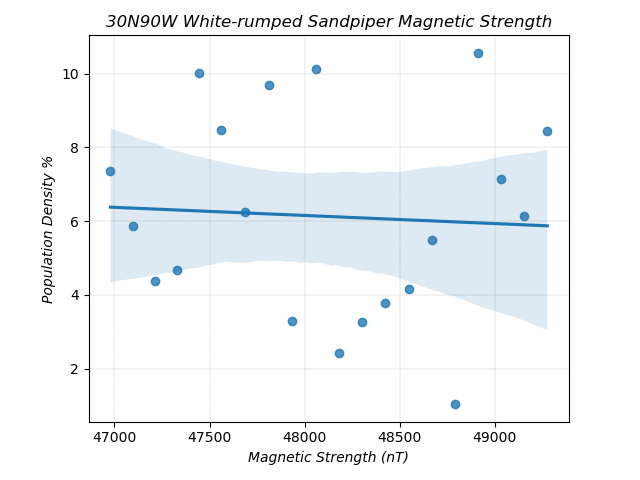 30N90W White-rumped Sandpiper Magnetic Strength
10
8
6
4
2
Population Density %
47000 47500 48000 48500 49000
Magnetic Strength (nT)